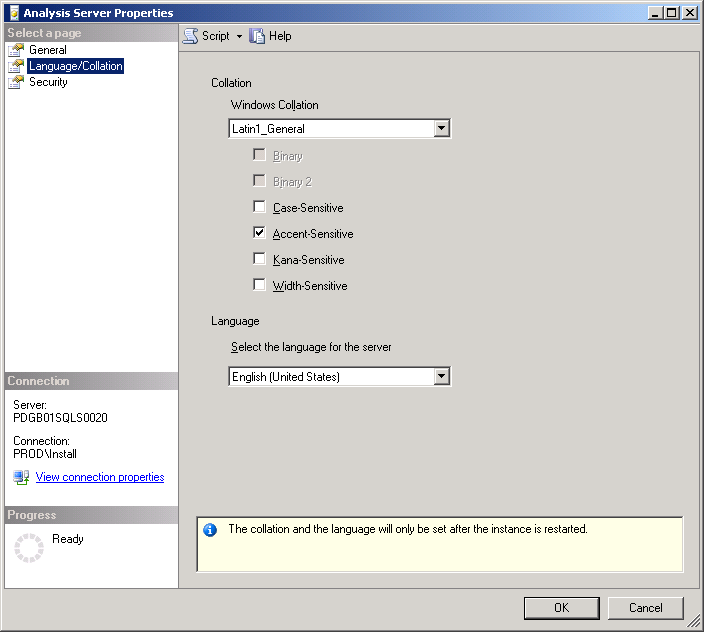 Analysis Server Properties
Select a page
General
Language/Collation
Security
Script
Help
Collation
Windows Collation
Latin1_General
Binary
Binary 2
Case-Sensitive
Accent-Sensitive
Kana-Sensitive
Width-Sensitive
Language
Select the language for the server
English (United States)
Connection
Server:
PDGB01SQLS0020
Connection:
PROD\Install
View connection properties
Progress
Ready
The collation and the language will only be set after the instance is restarted.
OK
Cancel